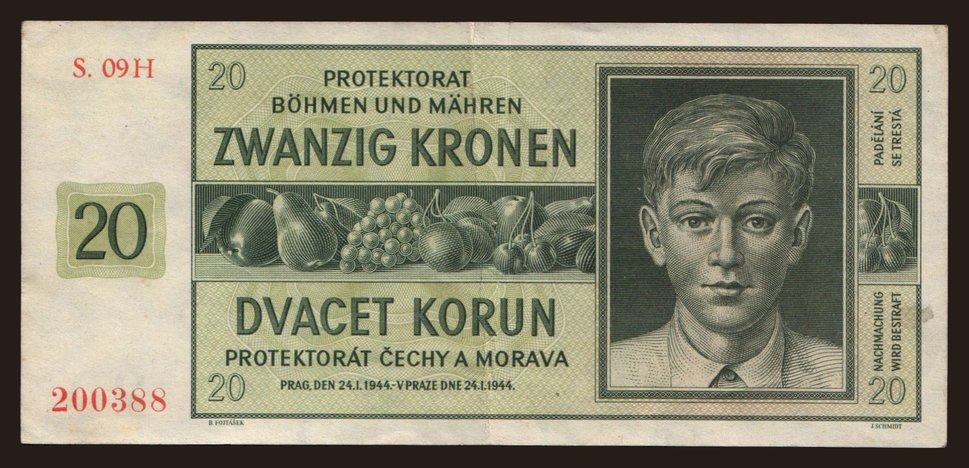 S. 09H
20
PROTEKTORAT
BÖHMEN UND MÄHREN
ZWANZIG KRONEN
20
PADĚLÁNÍ
SE TRESTÁ
20
DVACET KORUN
PROTEKTORÁT ČECHY A MORAVA
PRAG, DEN 24.I.1944.-V PRAZE DNE 24.I.1944.
NACHMACHUNG
WIRD BESTRAFT
200388
20
20
B. FOJTÁŠEK
J. SCHMIDT